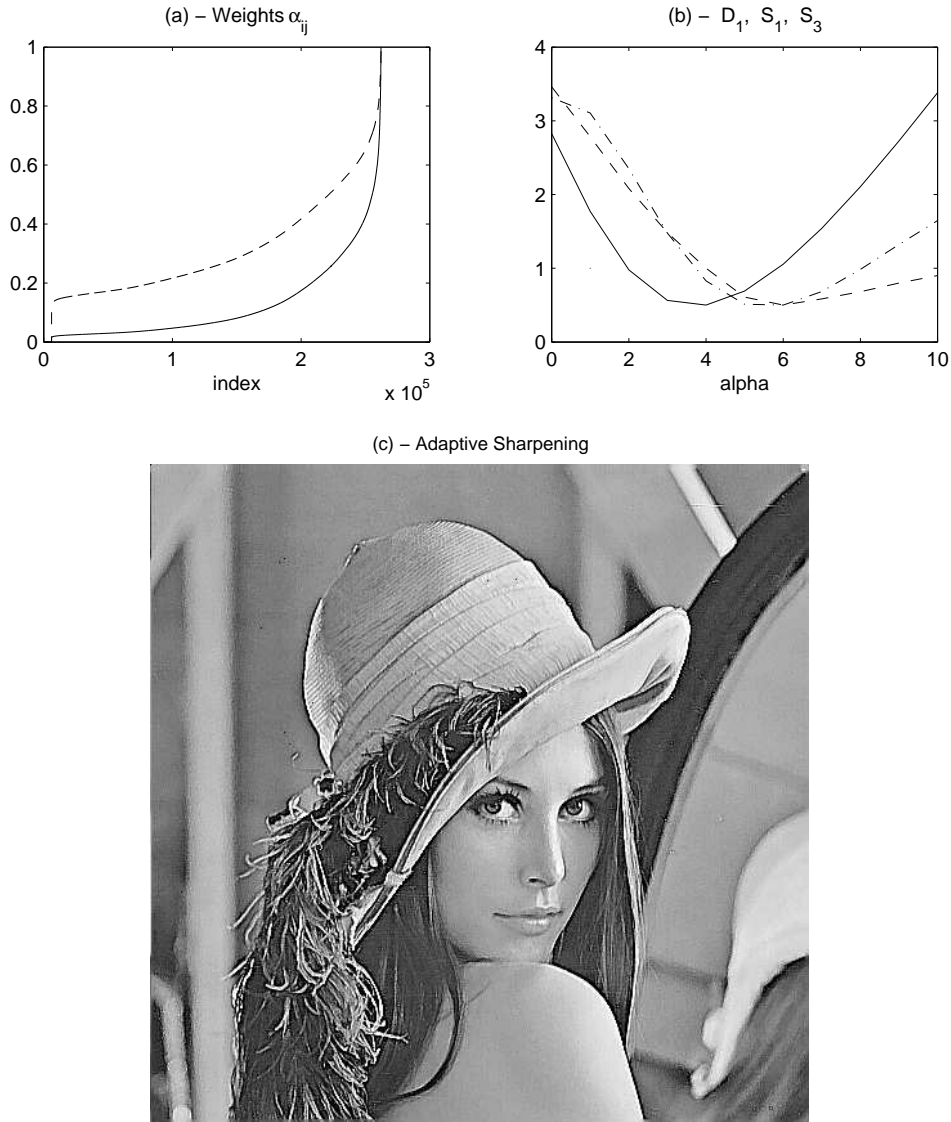 (a) – Weights α_ij
1
0.8
0.6
0.4
0.2
0
0 1 2 3
index
x 10^5
(b) – D_1, S_1, S_3
4
3
2
1
0
0 2 4 6 8 10
alpha
(c) – Adaptive Sharpening